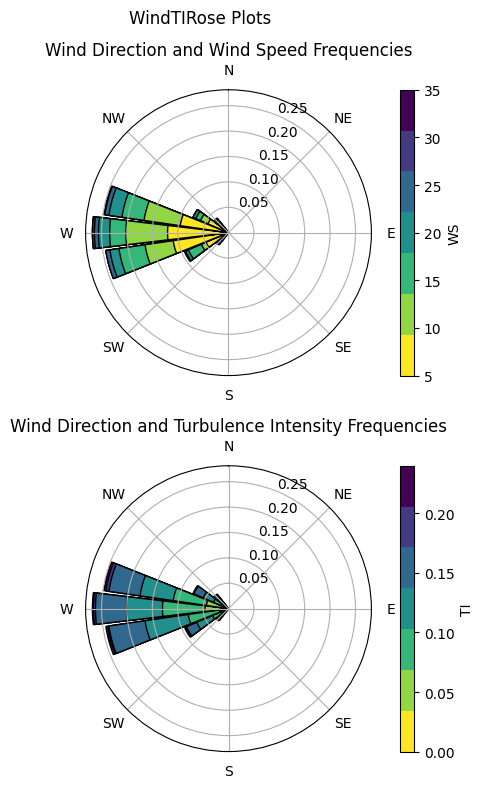 WindTIRose Plots
Wind Direction and Wind Speed Frequencies
N
NW
NE
0.25
0.20
0.15
0.10
0.05
W
E
SW
SE
S
35
30
25
20
15
10
5
WS
Wind Direction and Turbulence Intensity Frequencies
N
NW
NE
0.25
0.20
0.15
0.10
0.05
W
E
SW
SE
S
0.20
0.15
0.10
0.05
0.00
TI